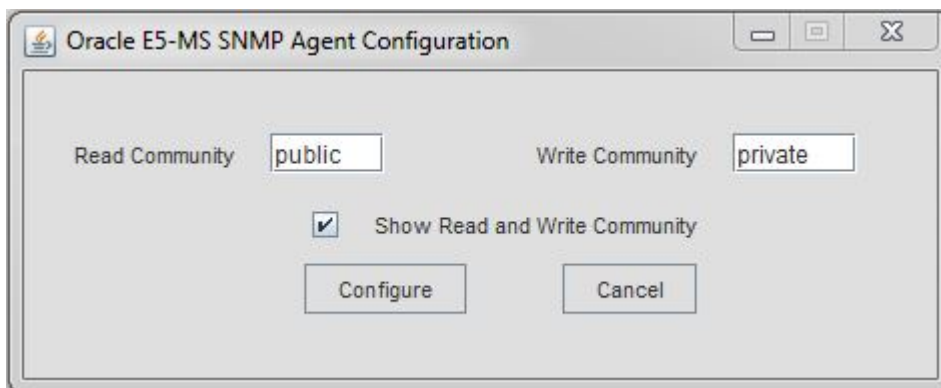 Oracle E5-MS SNMP Agent Configuration
Read Community public Write Community private
Show Read and Write Community
Configure Cancel